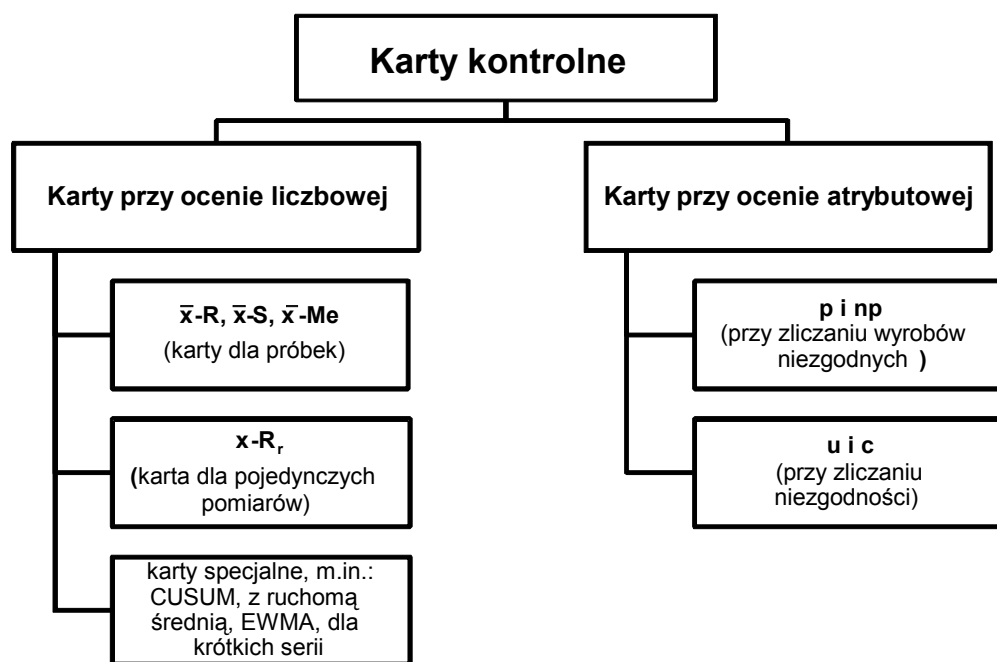 Karty kontrolne
Karty przy ocenie liczbowej
x̄-R, x̄-S, x̄-Me
(karty dla próbek)
x-Rᵣ
(karta dla pojedynczych
pomiarów)
karty specjalne, m.in.:
CUSUM, z ruchomą
średnią, EWMA, dla
krótkich serii
Karty przy ocenie atrybutowej
p i np
(przy zliczaniu wyrobów
niezgodnych )
u i c
(przy zliczaniu
niezgodności)